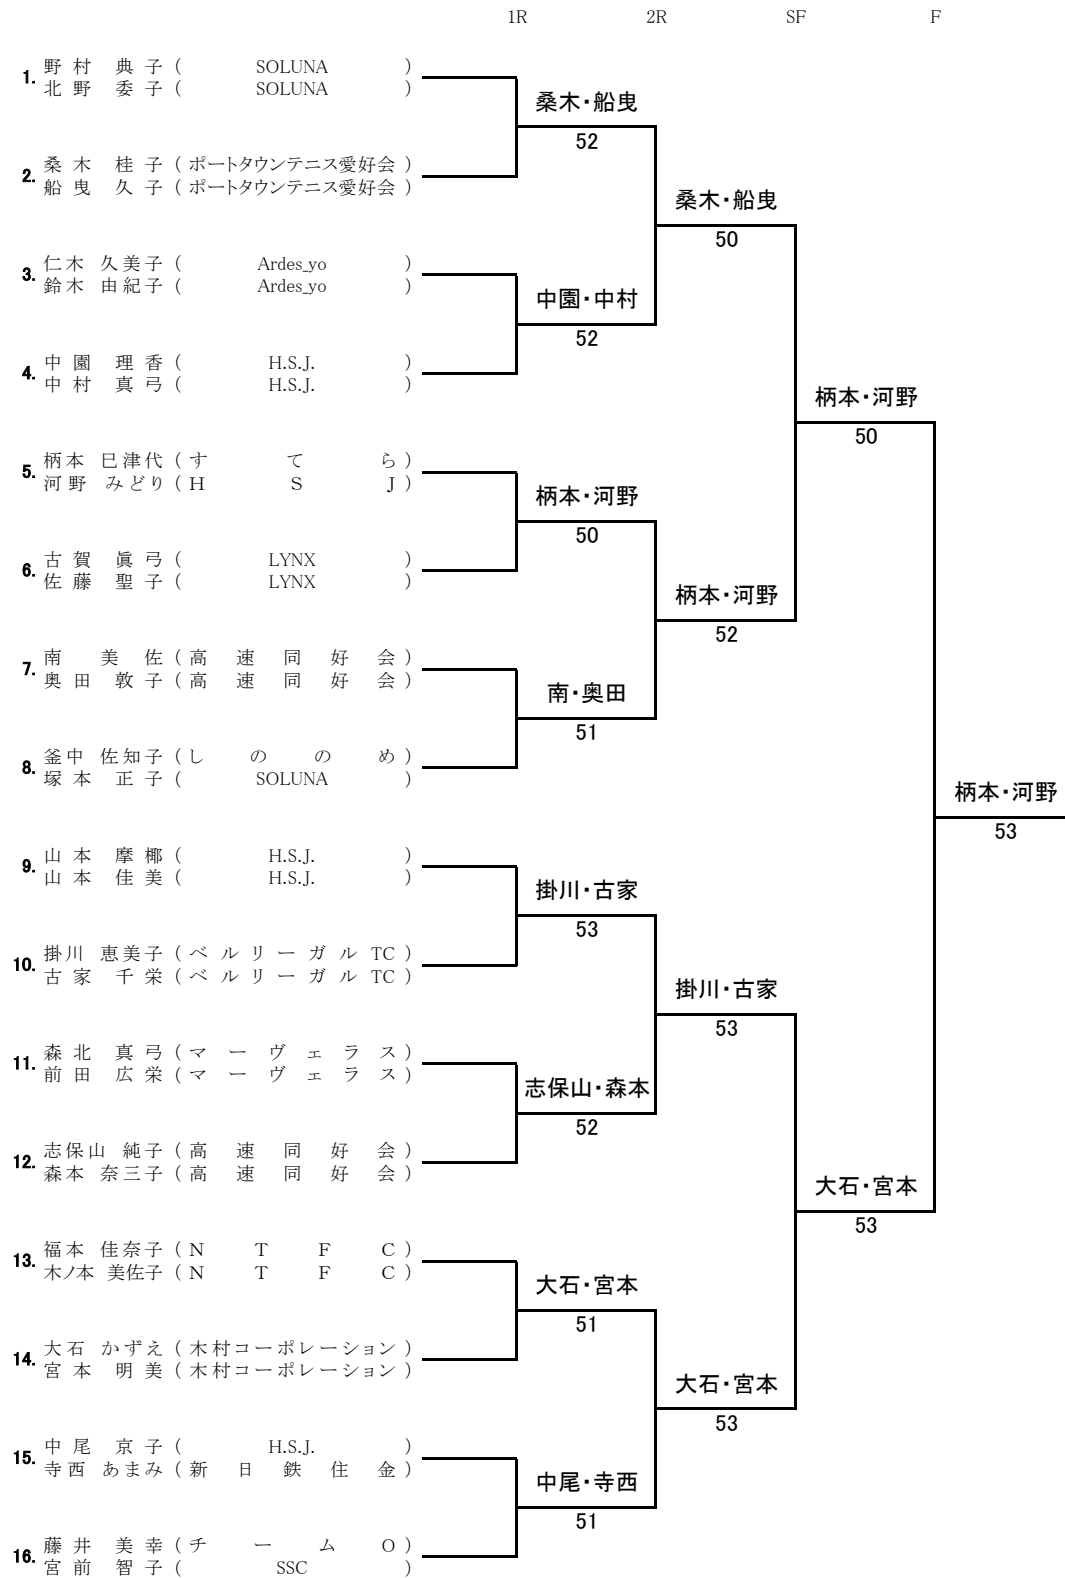 1R 2R SF F
1. 野村 典子 ( SOLUNA )
北野 委子 ( SOLUNA )
桑木・船曳
52
2. 桑木 桂子 ( ポートタウンテニス愛好会 )
船曳 久子 ( ポートタウンテニス愛好会 )
桑木・船曳
50
3. 仁木 久美子 ( Ardes_yo )
鈴木 由紀子 ( Ardes_yo )
中園・中村
52
4. 中園 理香 ( H.S.J. )
中村 真弓 ( H.S.J. )
柄本・河野
50
5. 柄本 巳津代 ( すてら )
河野 みどり ( H S J )
柄本・河野
50
6. 古賀 眞弓 ( LYNX )
佐藤 聖子 ( LYNX )
柄本・河野
52
7. 南 美佐 ( 高速同好会 )
奥田 敦子 ( 高速同好会 )
南・奥田
51
8. 釜中 佐知子 ( しののめ )
塚本 正子 ( SOLUNA )
柄本・河野
53
9. 山本 摩梛 ( H.S.J. )
山本 佳美 ( H.S.J. )
掛川・古家
53
10. 掛川 恵美子 ( ベルリーガル TC )
古家 千栄 ( ベルリーガル TC )
掛川・古家
53
11. 森北 真弓 ( マーヴェラス )
前田 広栄 ( マーヴェラス )
志保山・森本
52
12. 志保山 純子 ( 高速同好会 )
森本 奈三子 ( 高速同好会 )
大石・宮本
53
13. 福本 佳奈子 ( N T F C )
木ノ本 美佐子 ( N T F C )
大石・宮本
51
14. 大石 かずえ ( 木村コーポレーション )
宮本 明美 ( 木村コーポレーション )
大石・宮本
53
15. 中尾 京子 ( H.S.J. )
寺西 あまみ ( 新日鉄住金 )
中尾・寺西
51
16. 藤井 美幸 ( チームO )
宮前 智子 ( SSC )